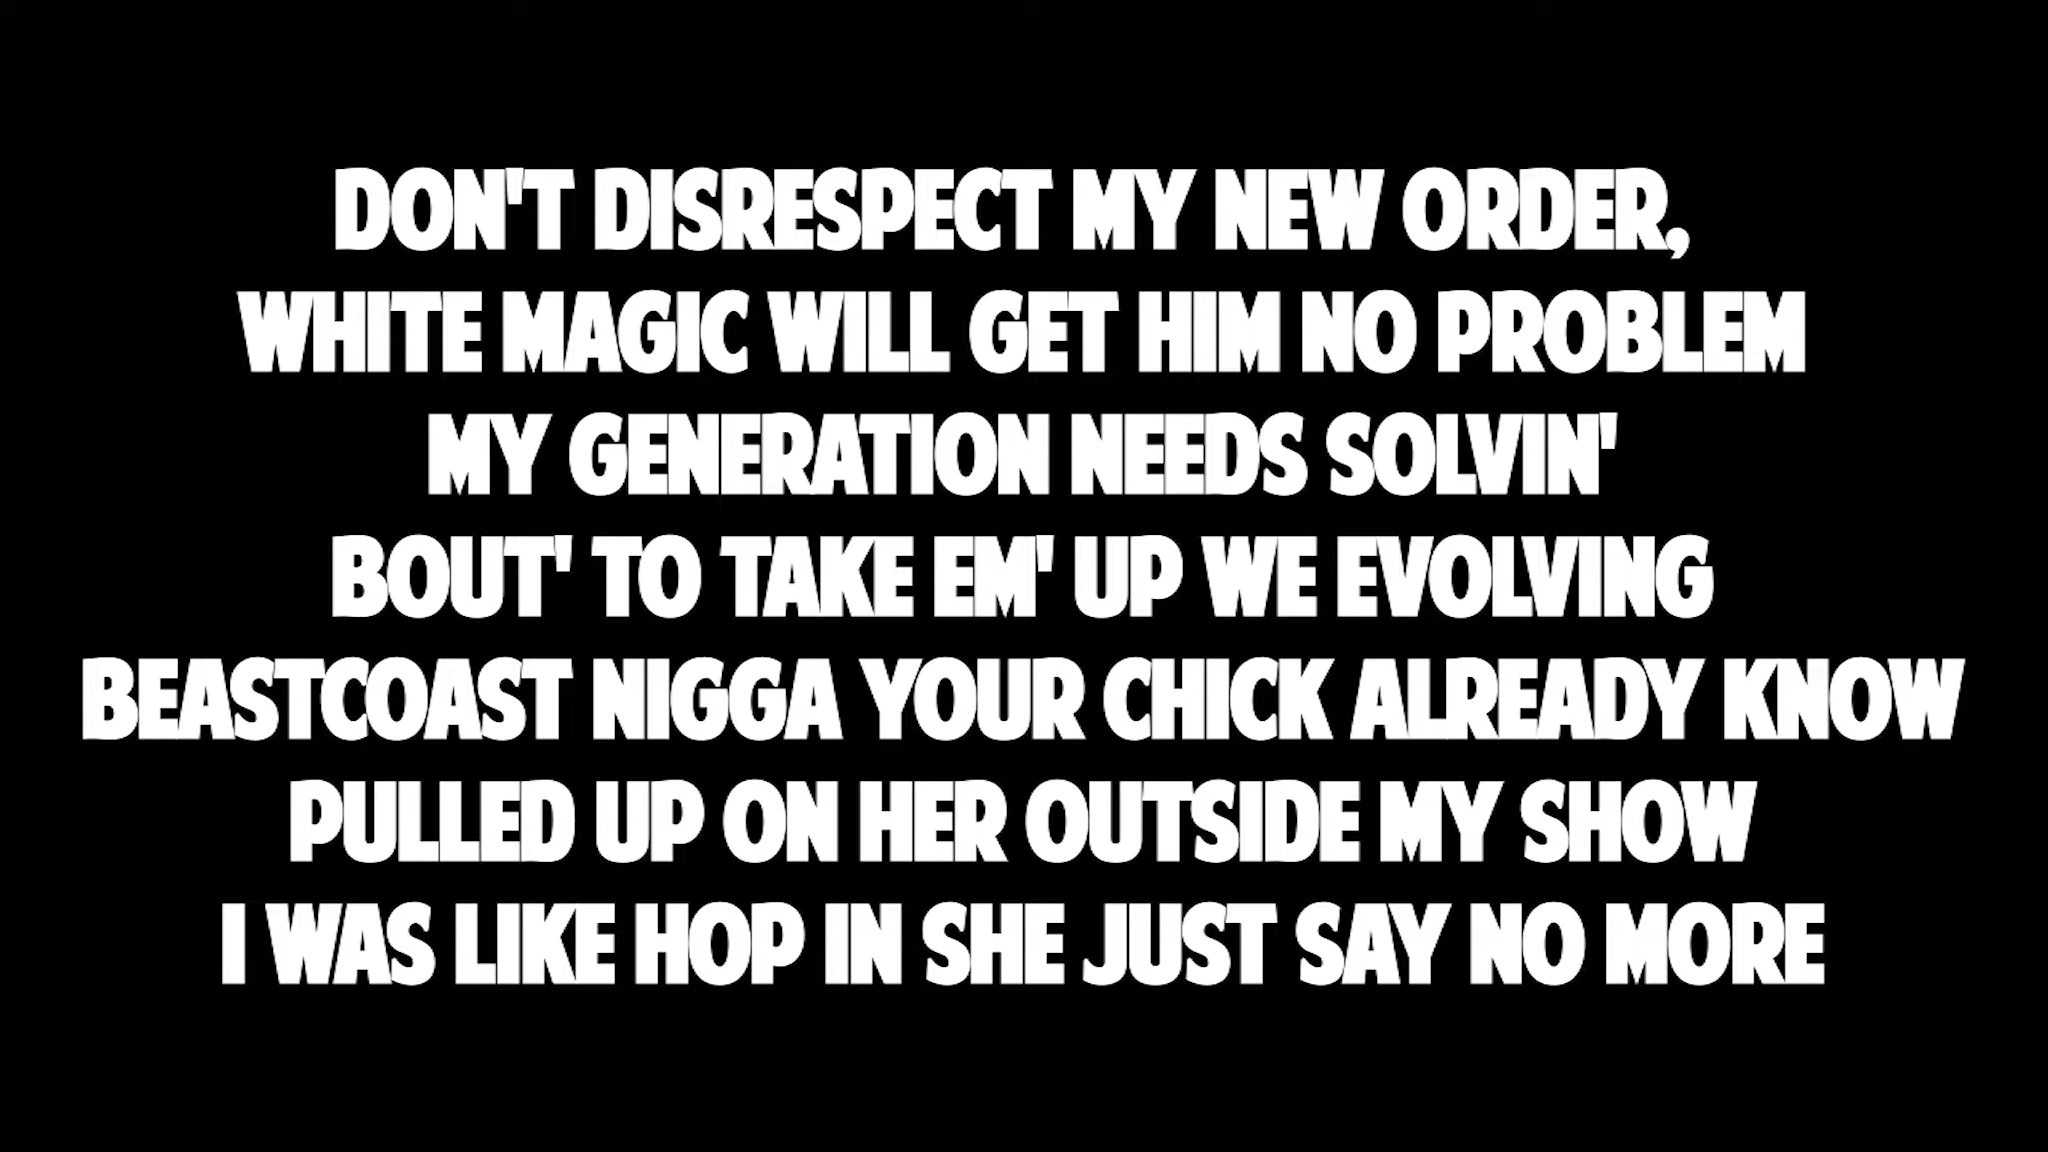 DON'T DISRESPECT MY NEW ORDER,
WHITE MAGIC WILL GET HIM NO PROBLEM
MY GENERATION NEEDS SOLVIN'
BOUT' TO TAKE EM' UP WE EVOLVING
BEASTCOAST NIGGA YOUR CHICK ALREADY KNOW
PULLED UP ON HER OUTSIDE MY SHOW
I WAS LIKE HOP IN SHE JUST SAY NO MORE